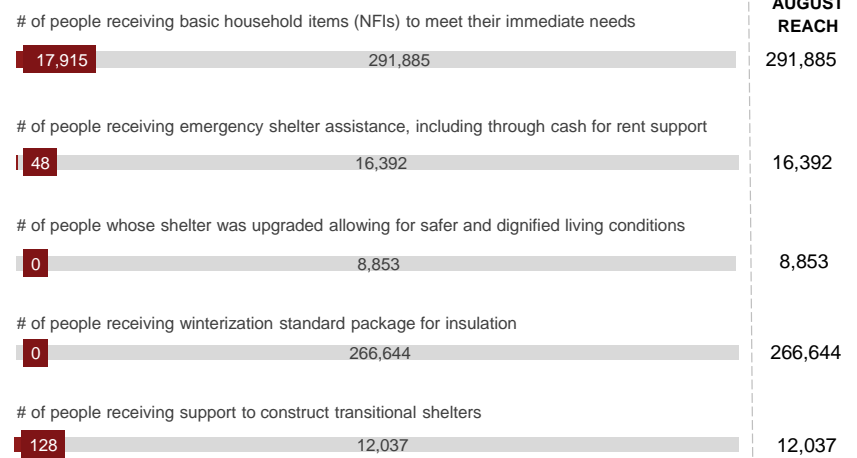 AUGUST
REACH
# of people receiving basic household items (NFIs) to meet their immediate needs
17,915 291,885 291,885
# of people receiving emergency shelter assistance, including through cash for rent support
48 16,392 16,392
# of people whose shelter was upgraded allowing for safer and dignified living conditions
0 8,853 8,853
# of people receiving winterization standard package for insulation
0 266,644 266,644
# of people receiving support to construct transitional shelters
128 12,037 12,037